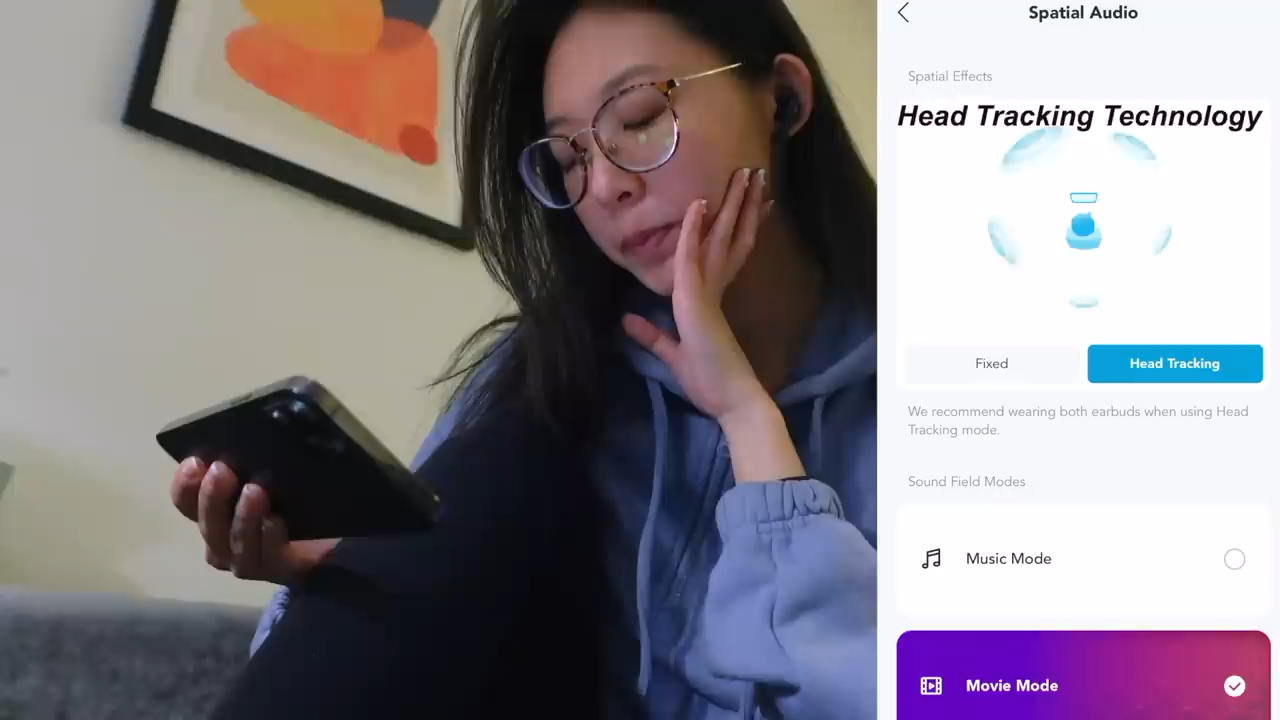 Spatial Audio
Spatial Effects
Head Tracking Technology
Fixed
Head Tracking
We recommend wearing both earbuds when using Head
Tracking mode.
Sound Field Modes
Music Mode
Movie Mode